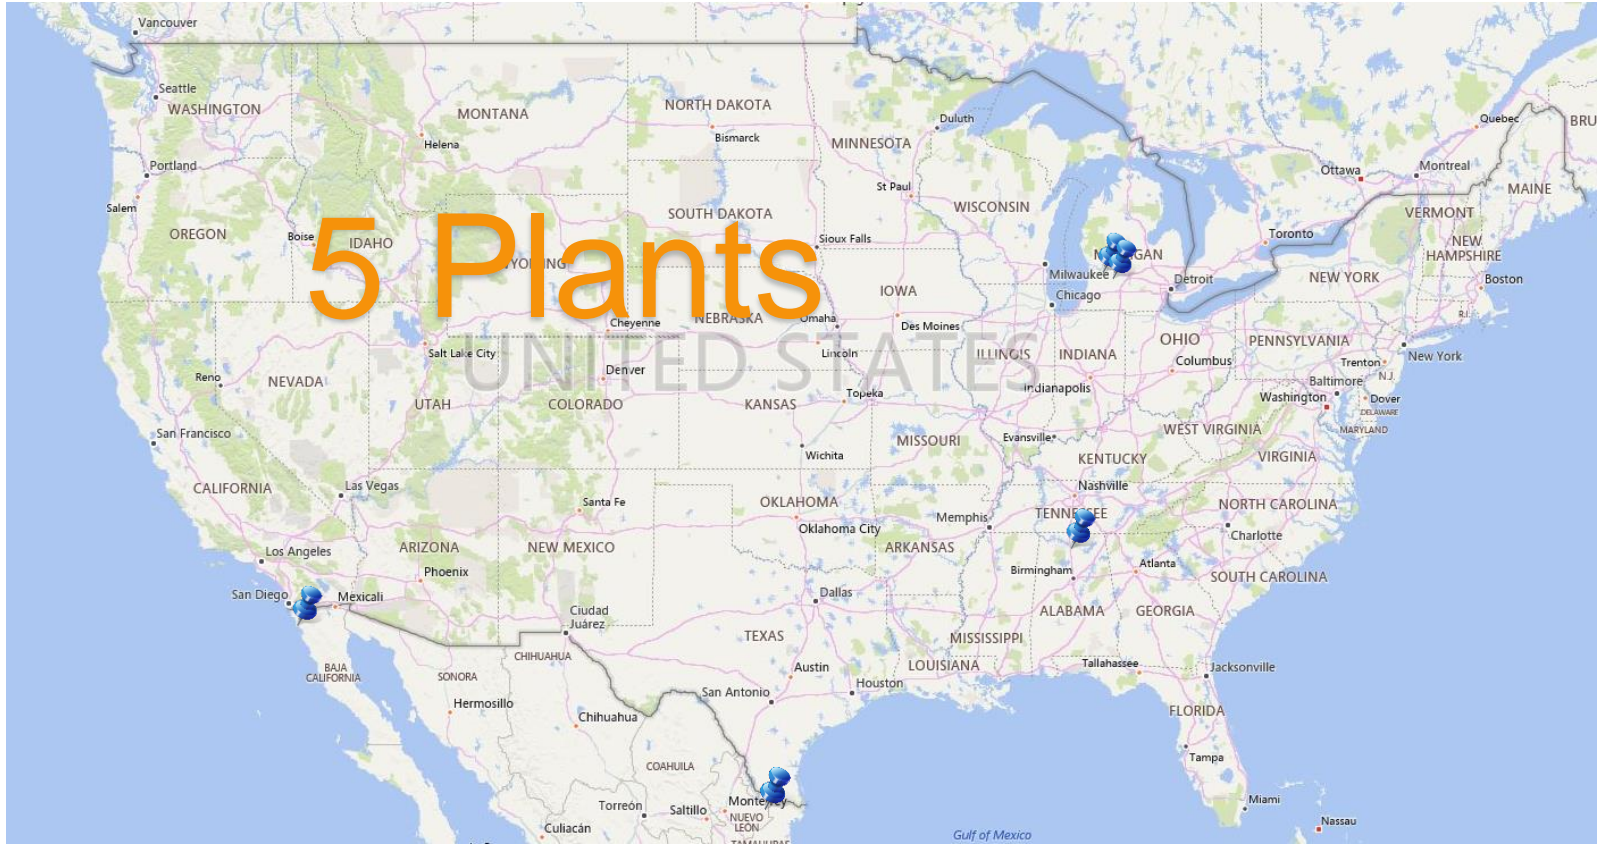 Vancouver
Seattle
WASHINGTON
MONTANA
NORTH DAKOTA
Duluth
Quebec
BRU
Helena
Bismarck
MINNESOTA
Portland
Ottawa
Montreal
Salem
St Paul
MAINE
OREGON
Boise
IDAHO
SOUTH DAKOTA
WISCONSIN
VERMONT
5 Plants
Sioux Falls
Toronto
NEW
HAMPSHIRE
Milwaukee
Detroit
NEW YORK
Boston
IOWA
Chicago
Cheyenne
NEBRASKA
Omaha
Des Moines
R.I.
UNITED STATES
Salt Lake City
Lincoln
ILLINOIS
INDIANA
OHIO
Columbus
PENNSYLVANIA
New York
Trenton
N.J.
Reno
NEVADA
Denver
Indianapolis
Baltimore
Washington
Dover
DELAWARE
UTAH
COLORADO
KANSAS
Topeka
MARYLAND
San Francisco
MISSOURI
Evansville
WEST VIRGINIA
Wichita
KENTUCKY
VIRGINIA
CALIFORNIA
Las Vegas
Santa Fe
OKLAHOMA
Nashville
NORTH CAROLINA
Memphis
TENNESSEE
Oklahoma City
Charlotte
Los Angeles
ARIZONA
NEW MEXICO
ARKANSAS
Phoenix
Birmingham
Atlanta
SOUTH CAROLINA
San Diego
Mexicali
Dallas
Ciudad
Juárez
ALABAMA
GEORGIA
TEXAS
MISSISSIPPI
CHIHUAHUA
BAJA
CALIFORNIA
SONORA
Austin
LOUISIANA
Tallahassee
Jacksonville
Hermosillo
San Antonio
Houston
Chihuahua
FLORIDA
COAHUILA
Tampa
Torreón
Saltillo
Monterrey
NUEVO
LEÓN
Miami
Culiacán
Nassau
Gulf of Mexico
TAMAULIPAS